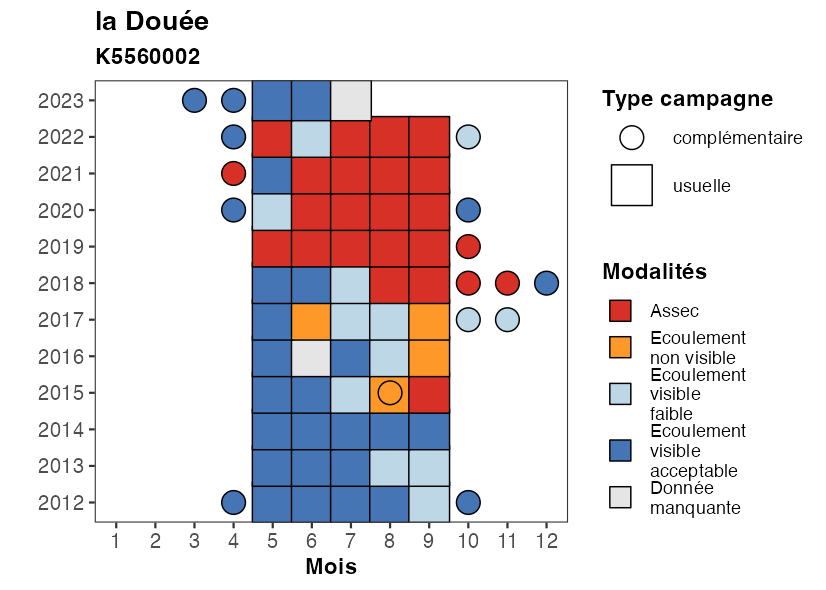 la Douée
K5560002
2023
2022
2021
2020
2019
2018
2017
2016
2015
2014
2013
2012
1 2 3 4 5 6 7 8 9 10 11 12
Mois
Type campagne
complémentaire
usuelle
Modalités
Assec
Ecoulement
non visible
Ecoulement
visible
faible
Ecoulement
visible
acceptable
Donnée
manquante